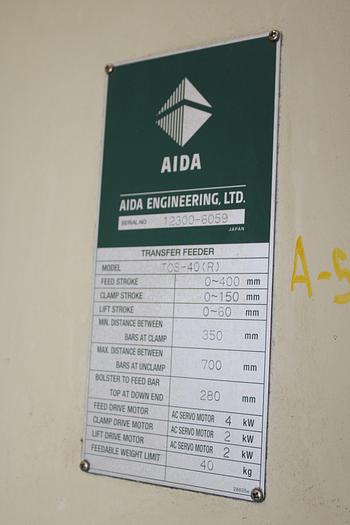 AIDA
AIDA ENGINEERING, LTD.
SERIAL NO. 12300-6059
JAPAN
TRANSFER FEEDER
MODEL TCS-40(R)
FEED STROKE 0~400 mm
CLAMP STROKE 0~150 mm
LIFT STROKE 0~60 mm
MIN. DISTANCE BETWEEN
BARS AT CLAMP 350 mm
MAX. DISTANCE BETWEEN
BARS AT UNCLAMP 700 mm
BOLSTER TO FEED BAR
TOP AT DOWN END 280 mm
FEED DRIVE MOTOR AC SERVO MOTOR 4 kW
CLAMP DRIVE MOTOR AC SERVO MOTOR 2 kW
LIFT DRIVE MOTOR AC SERVO MOTOR 2 kW
FEEDABLE WEIGHT LIMIT 40 kg